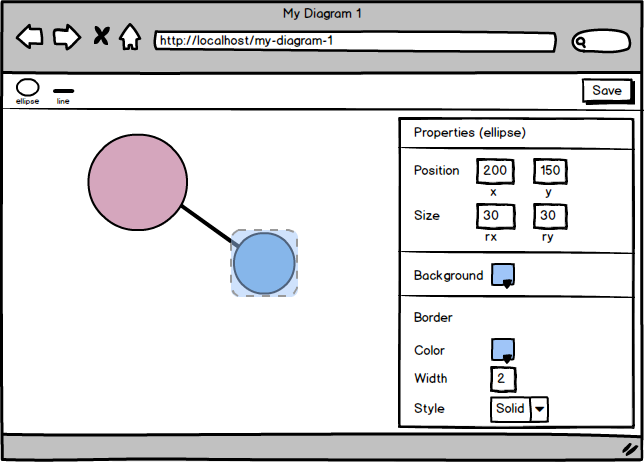 My Diagram 1
http://localhost/my-diagram-1
ellipse
line
Save
Properties (ellipse)
Position 200 150
x y
Size 30 30
rx ry
Background
Border
Color
Width 2
Style Solid